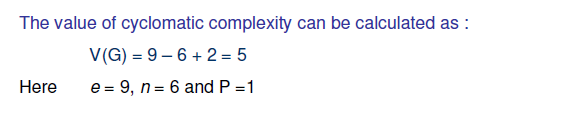 The value of cyclomatic complexity can be calculated as :
V(G) = 9 – 6 + 2 = 5
Here e = 9, n = 6 and P =1